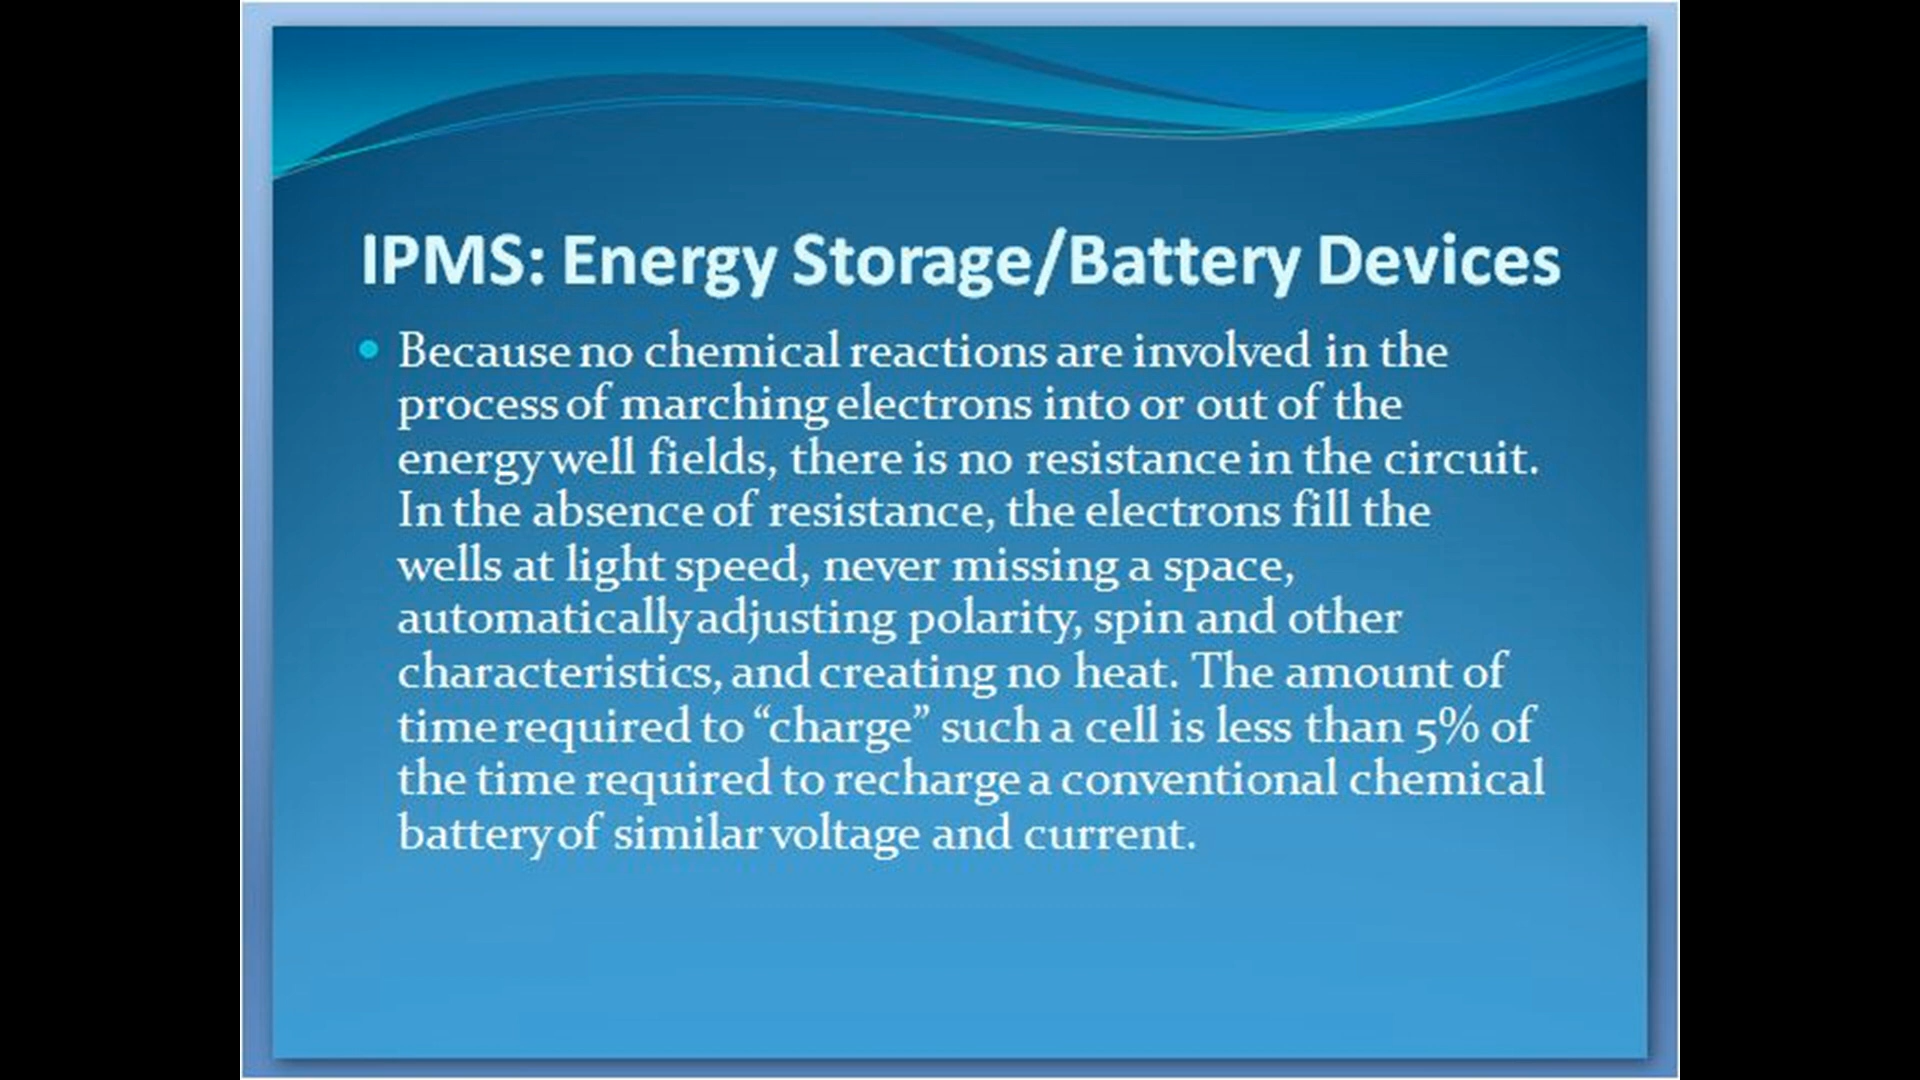 IPMS: Energy Storage/Battery Devices
Because no chemical reactions are involved in the
process of marching electrons into or out of the
energy well fields, there is no resistance in the circuit.
In the absence of resistance, the electrons fill the
wells at light speed, never missing a space,
automatically adjusting polarity, spin and other
characteristics, and creating no heat. The amount of
time required to “charge” such a cell is less than 5% of
the time required to recharge a conventional chemical
battery of similar voltage and current.